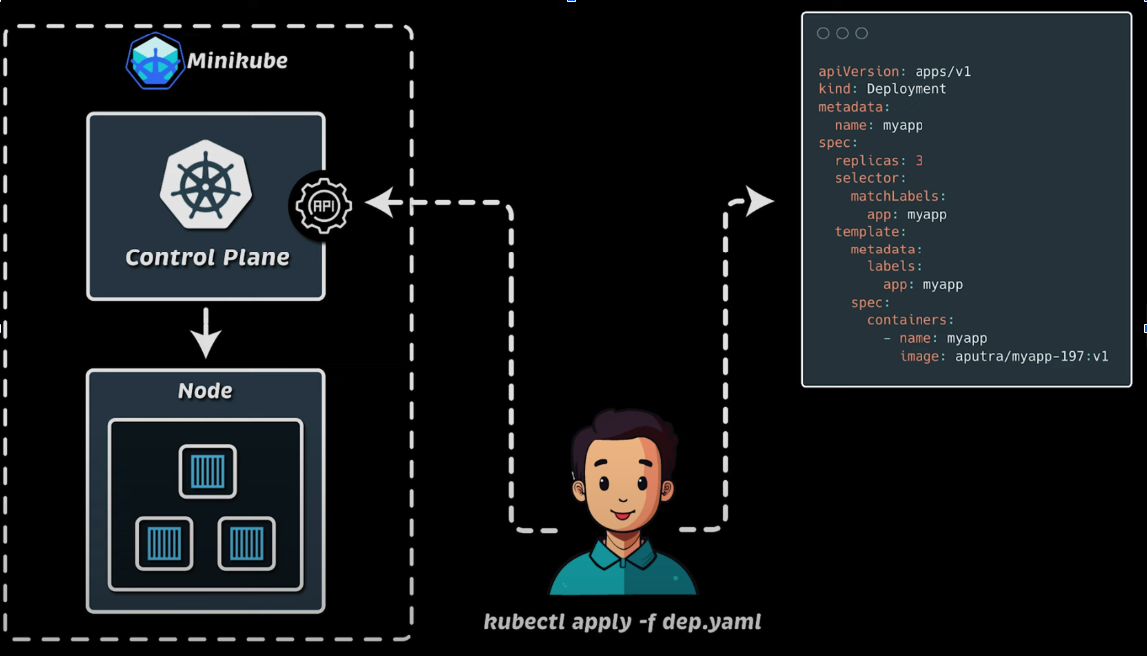 Minikube
API
Control Plane
Node
kubectl apply -f dep.yaml
apiVersion: apps/v1
kind: Deployment
metadata:
  name: myapp
spec:
  replicas: 3
  selector:
    matchLabels:
      app: myapp
  template:
    metadata:
      labels:
        app: myapp
    spec:
      containers:
        - name: myapp
          image: aputra/myapp-197:v1